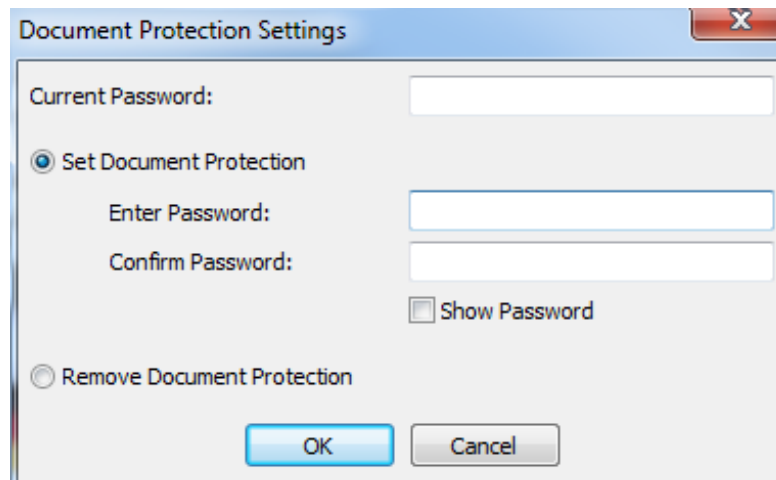 Document Protection Settings
Current Password:
Set Document Protection
Enter Password:
Confirm Password:
Show Password
Remove Document Protection
OK Cancel